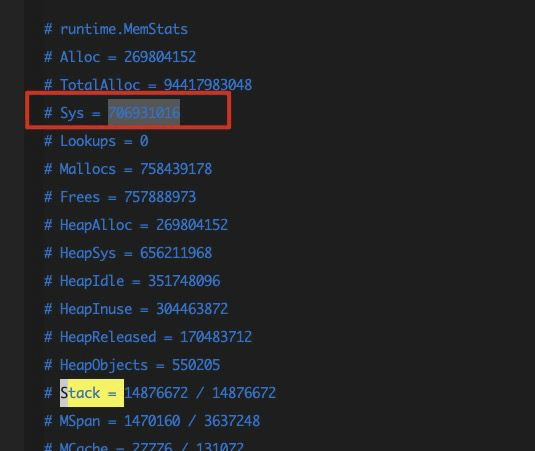 # runtime.MemStats
# Alloc = 269804152
# TotalAlloc = 94417983048
# Sys = 706931016
# Lookups = 0
# Mallocs = 758439178
# Frees = 757888973
# HeapAlloc = 269804152
# HeapSys = 656211968
# HeapIdle = 351748096
# HeapInuse = 304463872
# HeapReleased = 170483712
# HeapObjects = 550205
# Stack = 14876672 / 14876672
# MSpan = 1470160 / 3637248
# MCache = 27776 / 131072